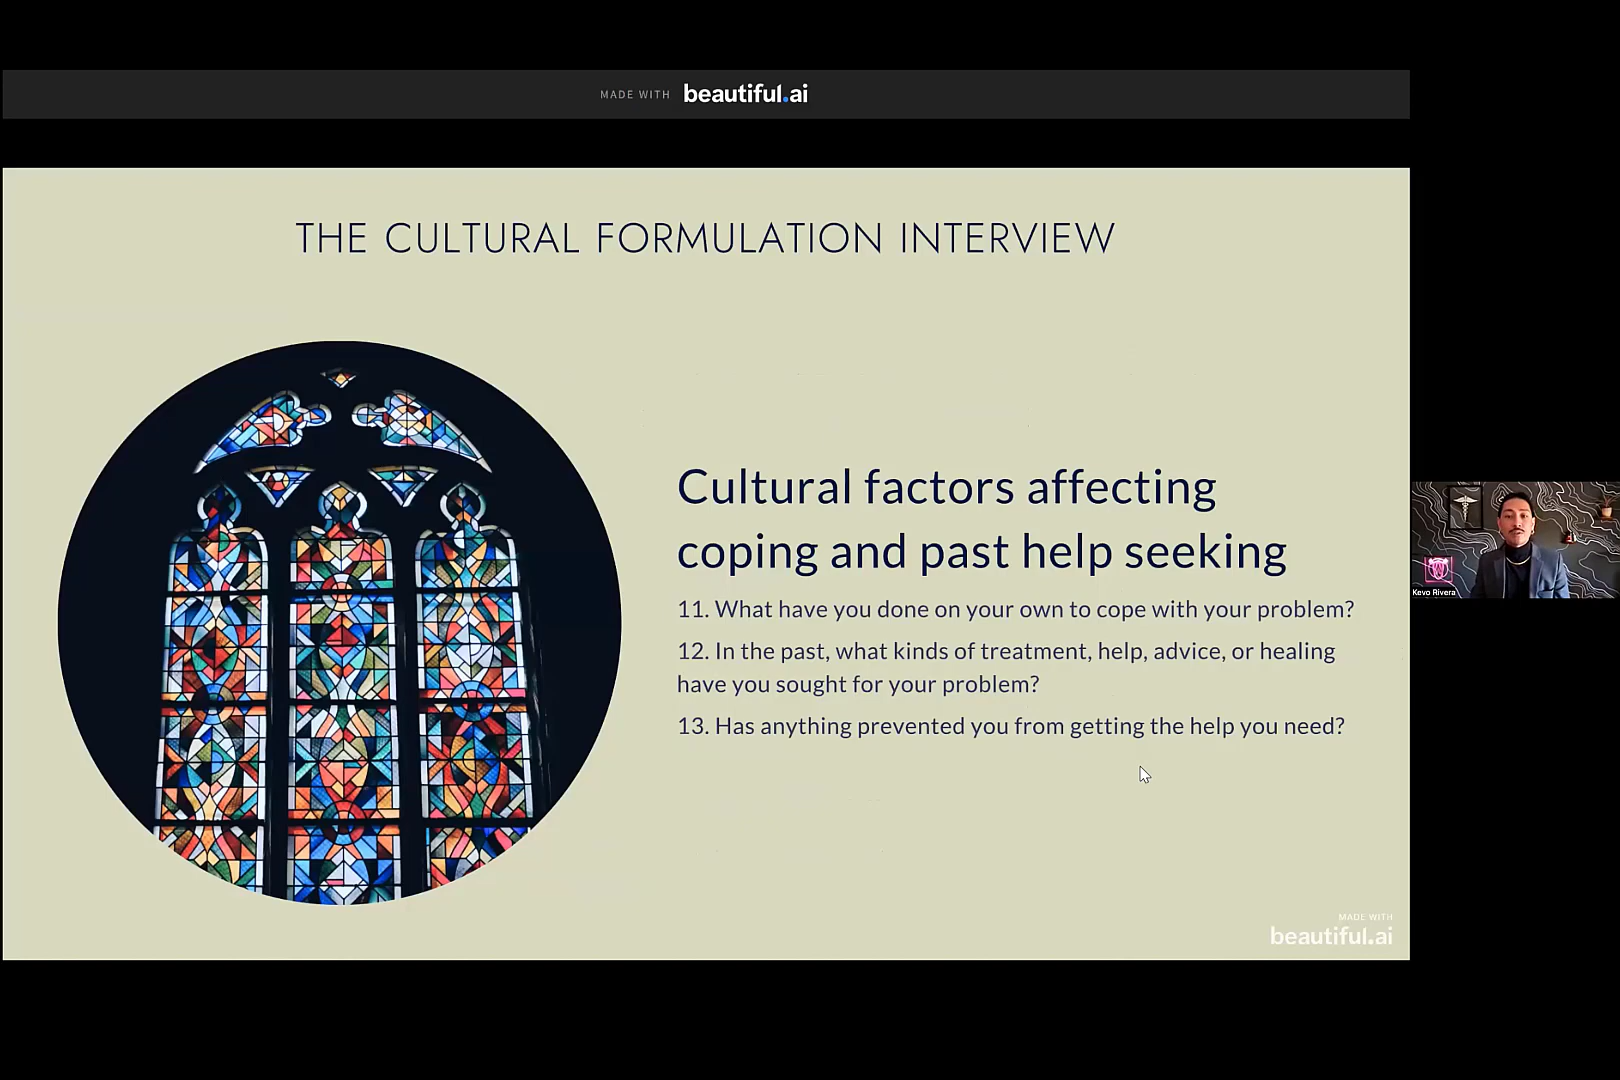 MADE WITH beautiful.ai
THE CULTURAL FORMULATION INTERVIEW
Cultural factors affecting
coping and past help seeking
11. What have you done on your own to cope with your problem?
12. In the past, what kinds of treatment, help, advice, or healing
have you sought for your problem?
13. Has anything prevented you from getting the help you need?
Kevo Rivera
MADE WITH
beautiful.ai